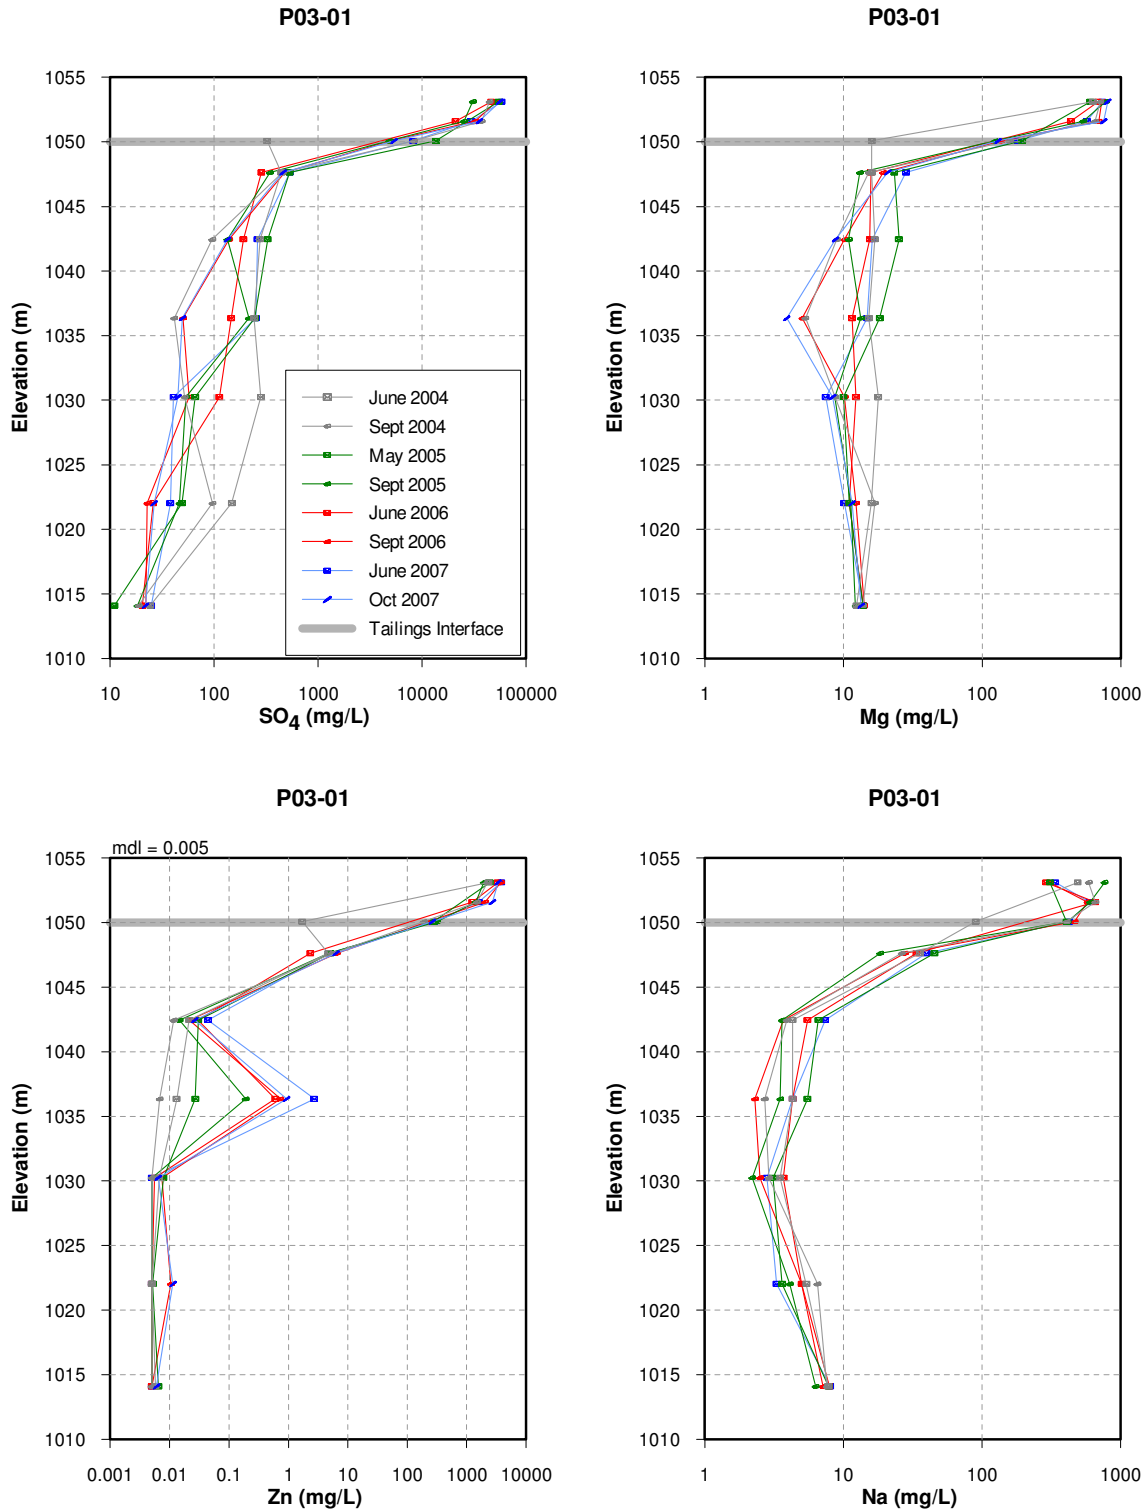 P03-01
1055
1050
1045
1040
1035
1030
1025
1020
1015
1010
Elevation (m)
10 100 1000 10000 100000
SO4 (mg/L)
June 2004
Sept 2004
May 2005
Sept 2005
June 2006
Sept 2006
June 2007
Oct 2007
Tailings Interface
P03-01
1055
1050
1045
1040
1035
1030
1025
1020
1015
1010
Elevation (m)
1 10 100 1000
Mg (mg/L)
P03-01
mdl = 0.005
1055
1050
1045
1040
1035
1030
1025
1020
1015
1010
Elevation (m)
0.001 0.01 0.1 1 10 100 1000 10000
Zn (mg/L)
P03-01
1055
1050
1045
1040
1035
1030
1025
1020
1015
1010
Elevation (m)
1 10 100 1000
Na (mg/L)